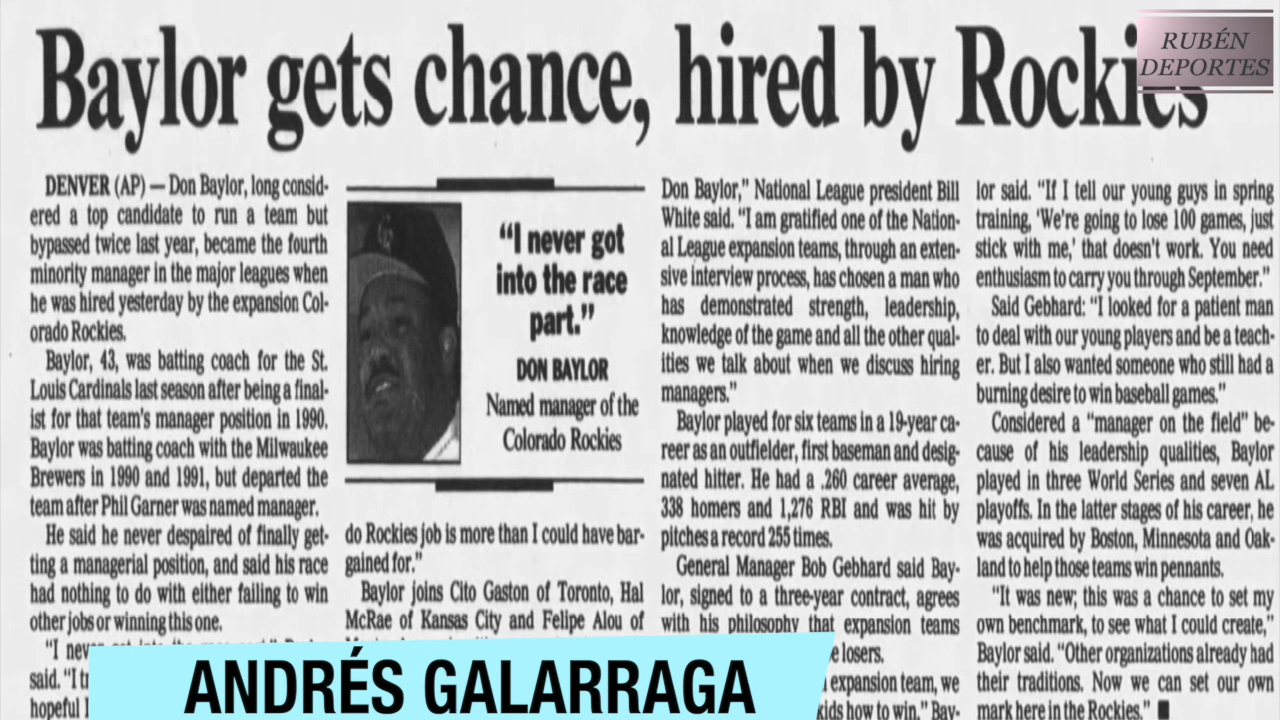 Baylor gets chance, hired by Rockies
RUBÉN
DEPORTES
DENVER (AP) — Don Baylor, long consid-
ered a top candidate to run a team but
bypassed twice last year, became the fourth
minority manager in the major leagues when
he was hired yesterday by the expansion Col-
orado Rockies.
Baylor, 43, was batting coach for the St.
Louis Cardinals last season after being a final-
ist for that team's manager position in 1990.
Baylor was batting coach with the Milwaukee
Brewers in 1990 and 1991, but departed the
team after Phil Garner was named manager.
He said he never despaired of finally get-
ting a managerial position, and said his race
had nothing to do with either failing to win
other jobs or winning this one.
"I never got into the race part," 
said. "I
hopeful
"I never got
into the race
part."
DON BAYLOR
Named manager of the
Colorado Rockies
do Rockies job is more than I could have bar-
gained for."
Baylor joins Cito Gaston of Toronto, Hal
McRae of Kansas City and Felipe Alou of
Don Baylor," National League president Bill
White said. "I am gratified one of the Nation-
al League expansion teams, through an exten-
sive interview process, has chosen a man who
has demonstrated strength, leadership,
knowledge of the game and all the other qual-
ities we talk about when we discuss hiring
managers."
Baylor played for six teams in a 19-year ca-
reer as an outfielder, first baseman and desig-
nated hitter. He had a .260 career average,
338 homers and 1,276 RBI and was hit by
pitches a record 255 times.
General Manager Bob Gebhard said Bay-
lor, signed to a three-year contract, agrees
with his philosophy that expansion teams
losers.
expansion team, we
kids how to win," Bay-
lor said. "If I tell our young guys in spring
training, 'We're going to lose 100 games, just
stick with me,' that doesn't work. You need
enthusiasm to carry you through September."
Said Gebhard: "I looked for a patient man
to deal with our young players and be a teach-
er. But I also wanted someone who still had a
burning desire to win baseball games."
Considered a "manager on the field" be-
cause of his leadership qualities, Baylor
played in three World Series and seven AL
playoffs. In the latter stages of his career, he
was acquired by Boston, Minnesota and Oak-
land to help those teams win pennants.
"It was new; this was a chance to set my
own benchmark, to see what I could create,"
Baylor said. "Other organizations already had
their traditions. Now we can set our own
mark here in the Rockies."
ANDRÉS GALARRAGA